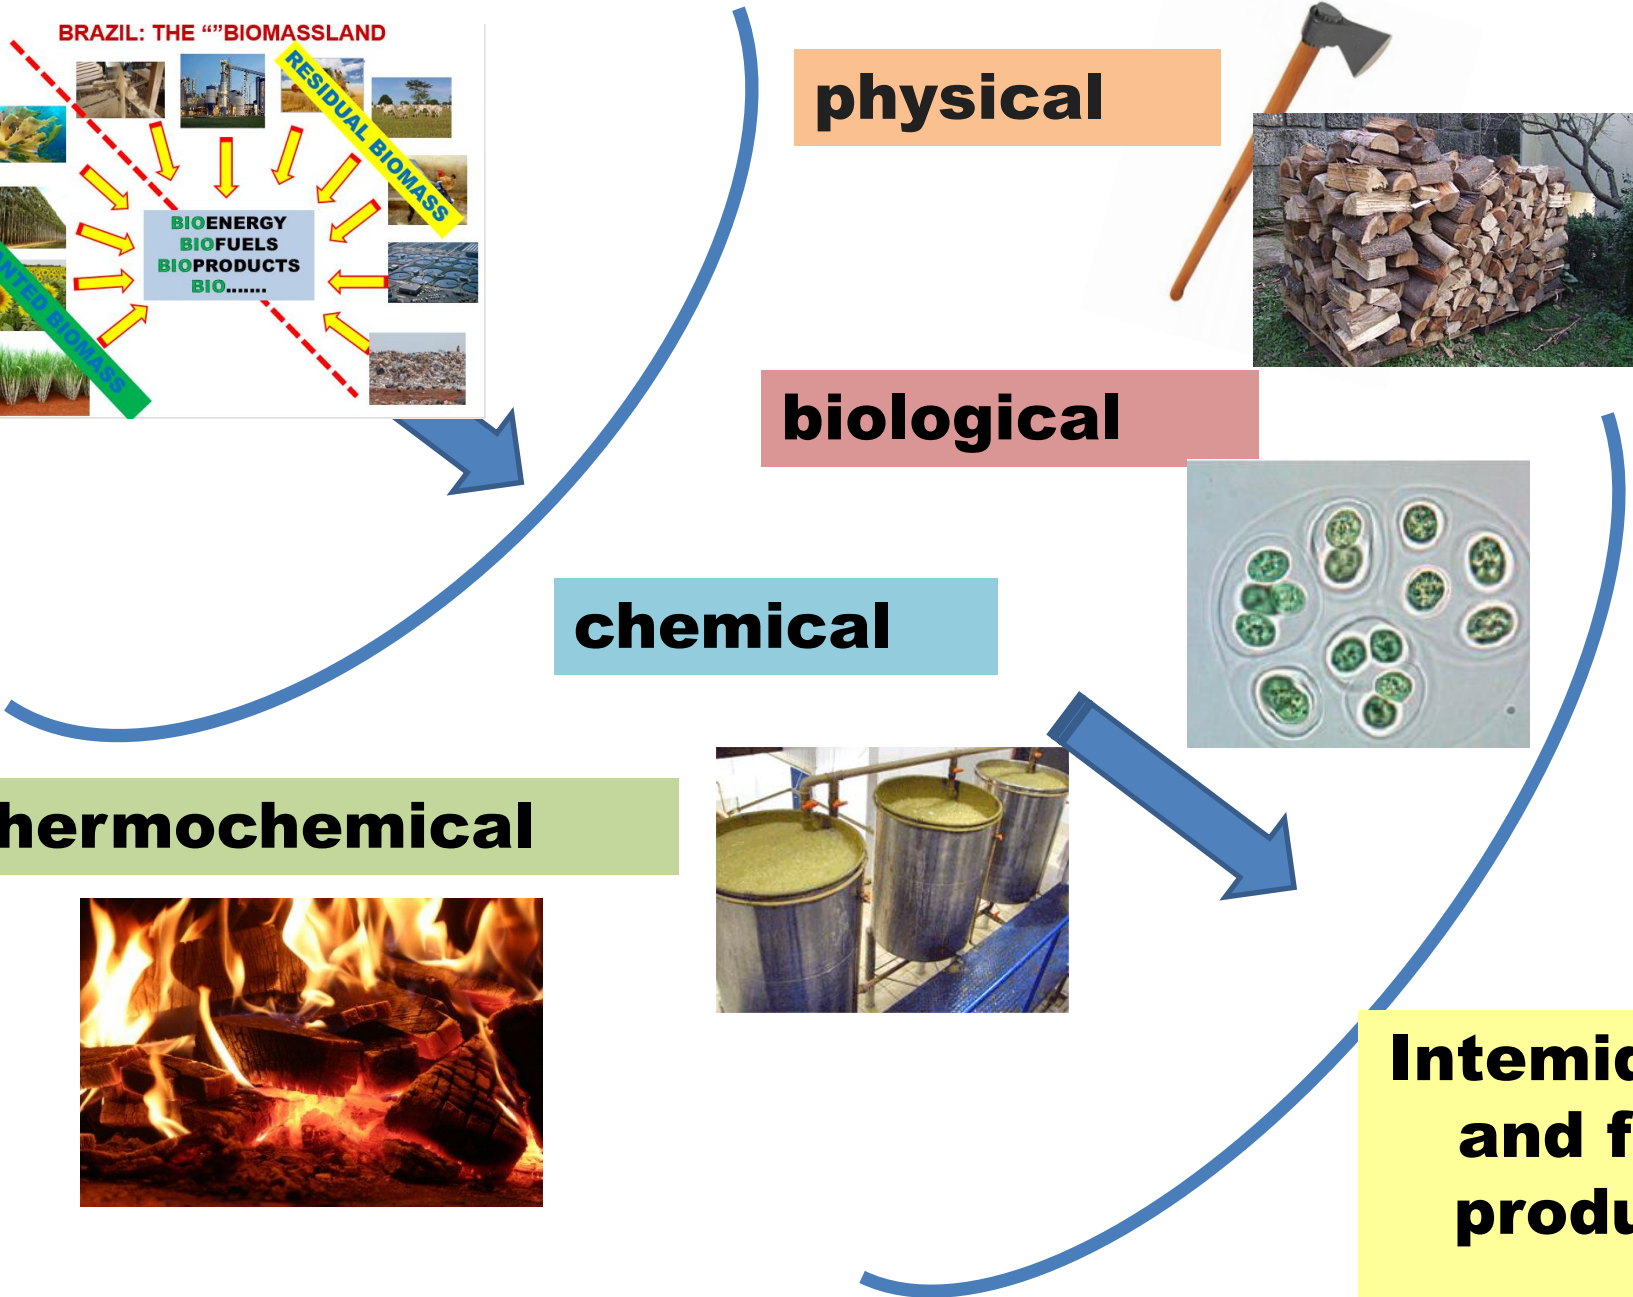 BRAZIL: THE “”BIOMASSLAND
RESIDUAL BIOMASS
BIOENERGY
BIOFUELS
BIOPRODUCTS
BIO.......
NTED BIOMASS
physical
biological
chemical
hermochemical
Intemic
and f
produ